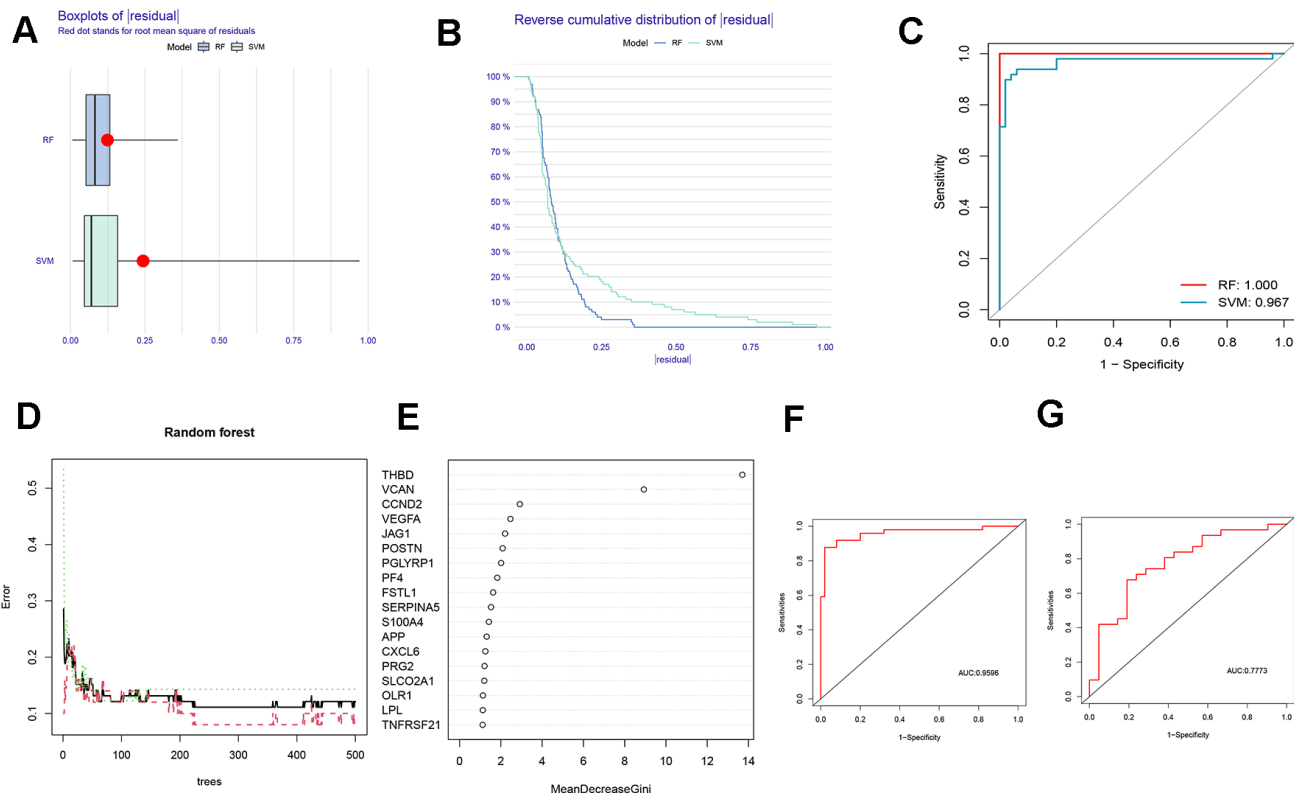 A
Boxplots of |residual|
Red dot stands for root mean square of residuals
Model RF SVM
RF
SVM
0.00 0.25 0.50 0.75 1.00
B
Reverse cumulative distribution of |residual|
Model RF SVM
100 %
90 %
80 %
70 %
60 %
50 %
40 %
30 %
20 %
10 %
0 %
0.00 0.25 0.50 0.75 1.00
|residual|
C
Sensitivity
1.0
0.8
0.6
0.4
0.2
0.0
RF: 1.000
SVM: 0.967
0.0 0.2 0.4 0.6 0.8 1.0
1 − Specificity
D
Random forest
Error
0.5
0.4
0.3
0.2
0.1
0 100 200 300 400 500
trees
E
THBD
VCAN
CCND2
VEGFA
JAG1
POSTN
PGLYRP1
PF4
FSTL1
SERPINA5
S100A4
APP
CXCL6
PRG2
SLCO2A1
OLR1
LPL
TNFRSF21
0 2 4 6 8 10 12 14
MeanDecreaseGini
F
Sensitivities
1.0
0.8
0.6
0.4
0.2
0.0
AUC:0.9596
0.0 0.2 0.4 0.6 0.8 1.0
1−Specificity
G
Sensitivities
1.0
0.8
0.6
0.4
0.2
0.0
AUC:0.7773
0.0 0.2 0.4 0.6 0.8 1.0
1−Specificity